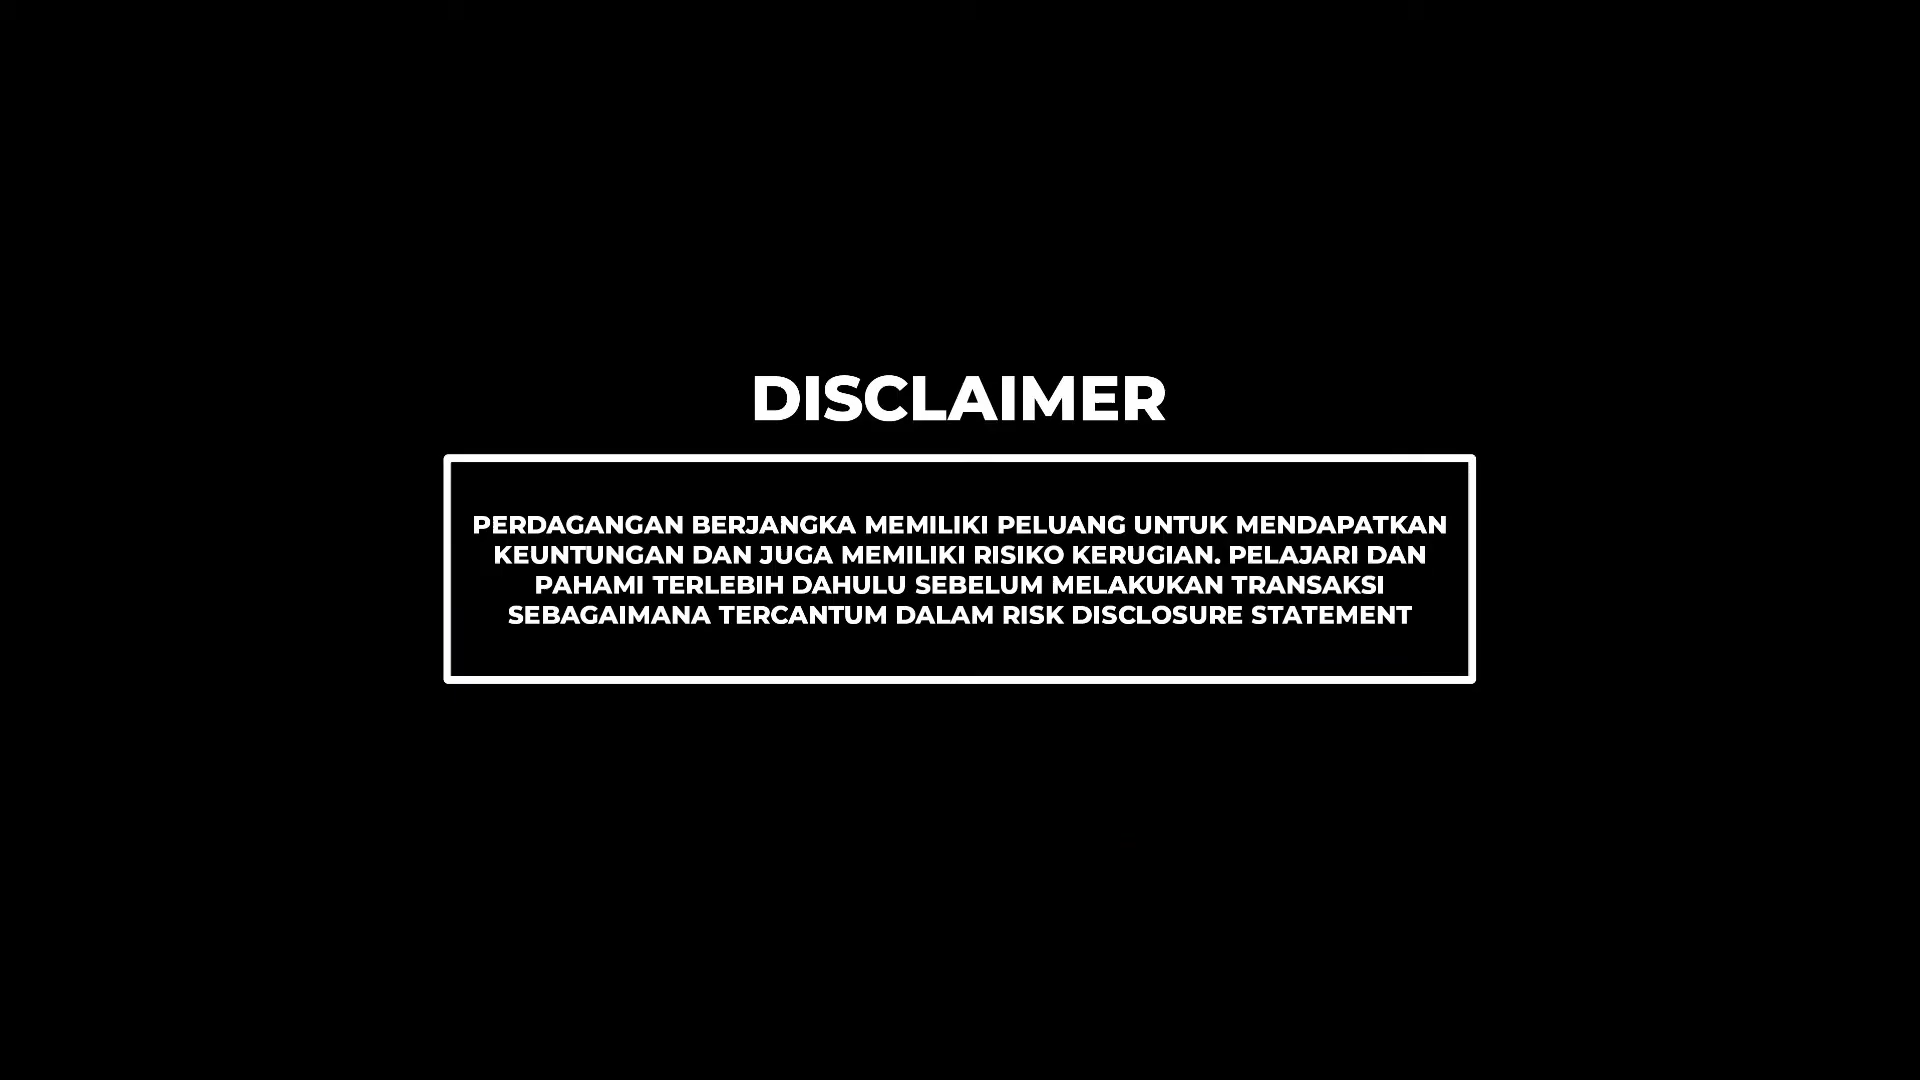 DISCLAIMER
PERDAGANGAN BERJANGKA MEMILIKI PELUANG UNTUK MENDAPATKAN
KEUNTUNGAN DAN JUGA MEMILIKI RISIKO KERUGIAN. PELAJARI DAN
PAHAMI TERLEBIH DAHULU SEBELUM MELAKUKAN TRANSAKSI
SEBAGAIMANA TERCANTUM DALAM RISK DISCLOSURE STATEMENT